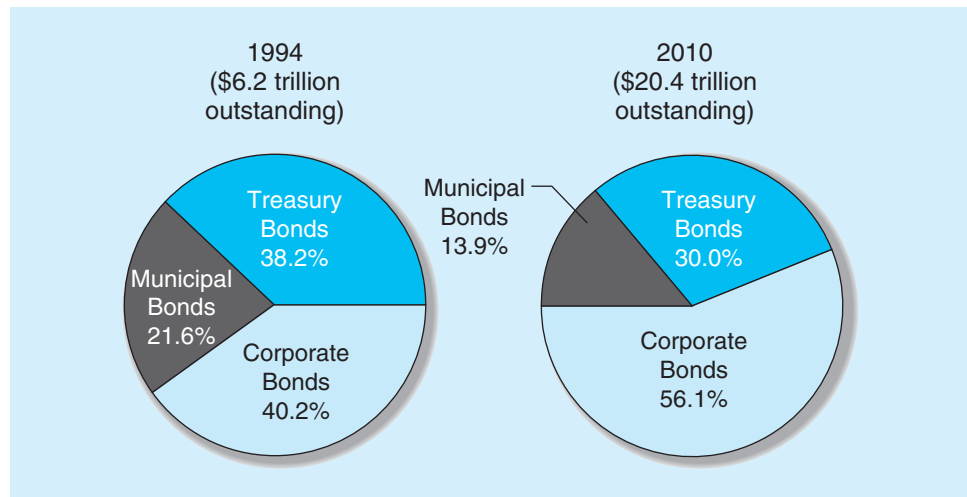 1994
($6.2 trillion
outstanding)
Treasury
Bonds
38.2%
Municipal
Bonds
21.6%
Corporate
Bonds
40.2%
2010
($20.4 trillion
outstanding)
Municipal
Bonds
13.9%
Treasury
Bonds
30.0%
Corporate
Bonds
56.1%